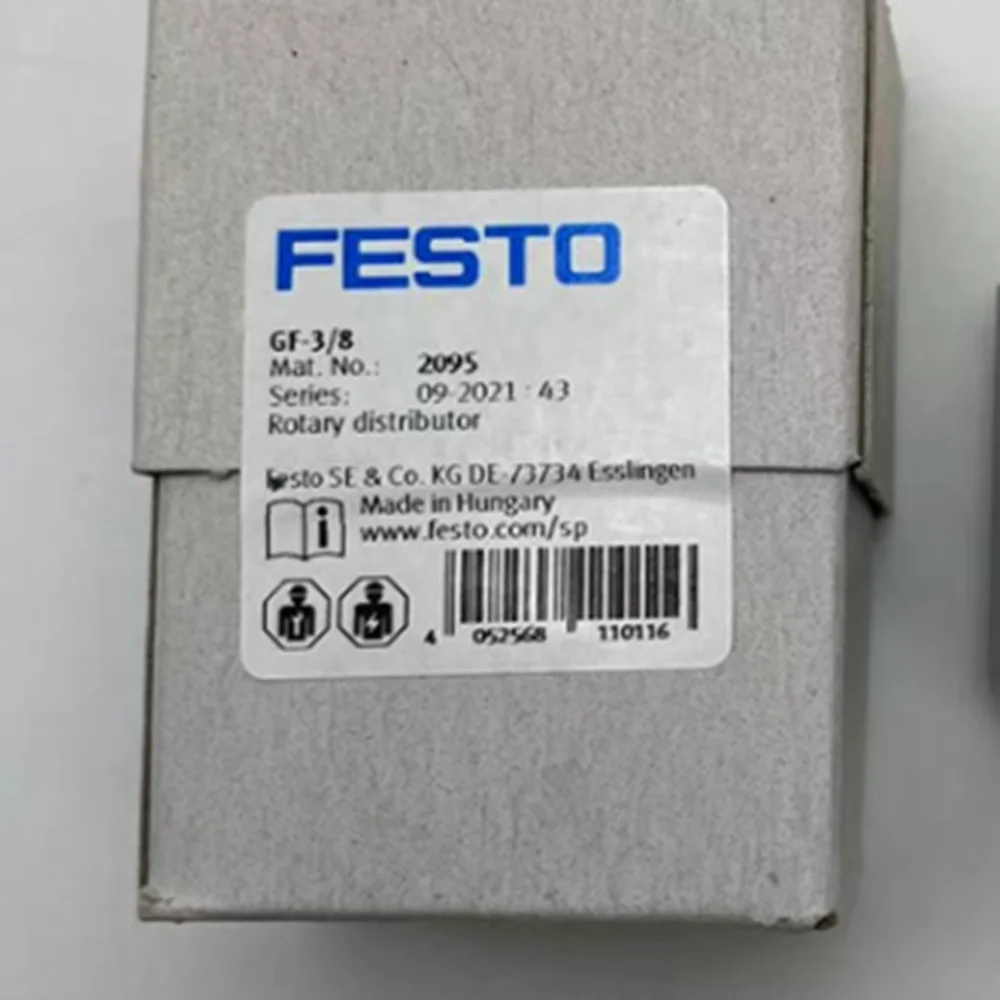 FESTO
GF-3/8
Mat. No.: 2095
Series: 09-2021 : 43
Rotary distributor
Festo SE & Co. KG DE-73734 Esslingen
Made in Hungary
www.festo.com/sp
4 052568 110116